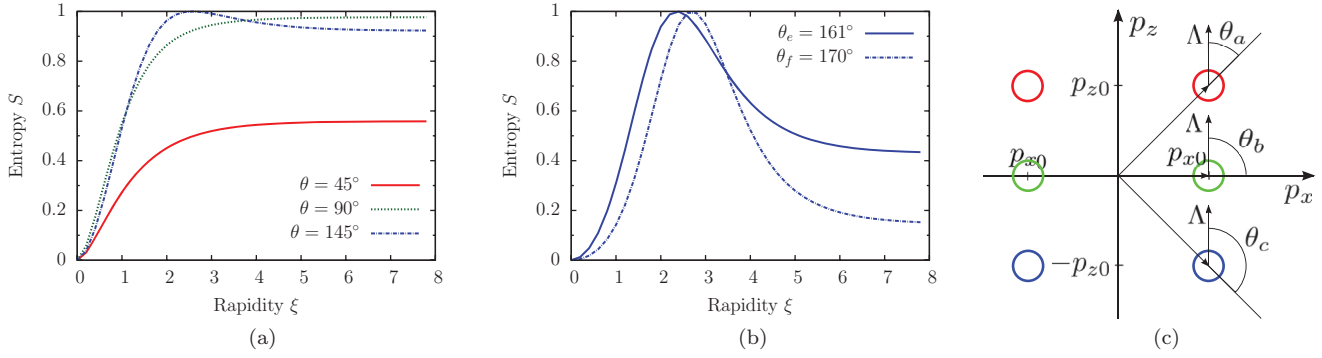 Entropy S
1
0.8
0.6
0.4
0.2
0
θ = 45°
θ = 90°
θ = 145°
0 1 2 3 4 5 6 7 8
Rapidity ξ
(a)
Entropy S
1
0.8
0.6
0.4
0.2
0
θe = 161°
θf = 170°
0 1 2 3 4 5 6 7 8
Rapidity ξ
(b)
pz
Λ θa
pz0
Λ θb
px0 px0
px
Λ θc
−pz0
(c)